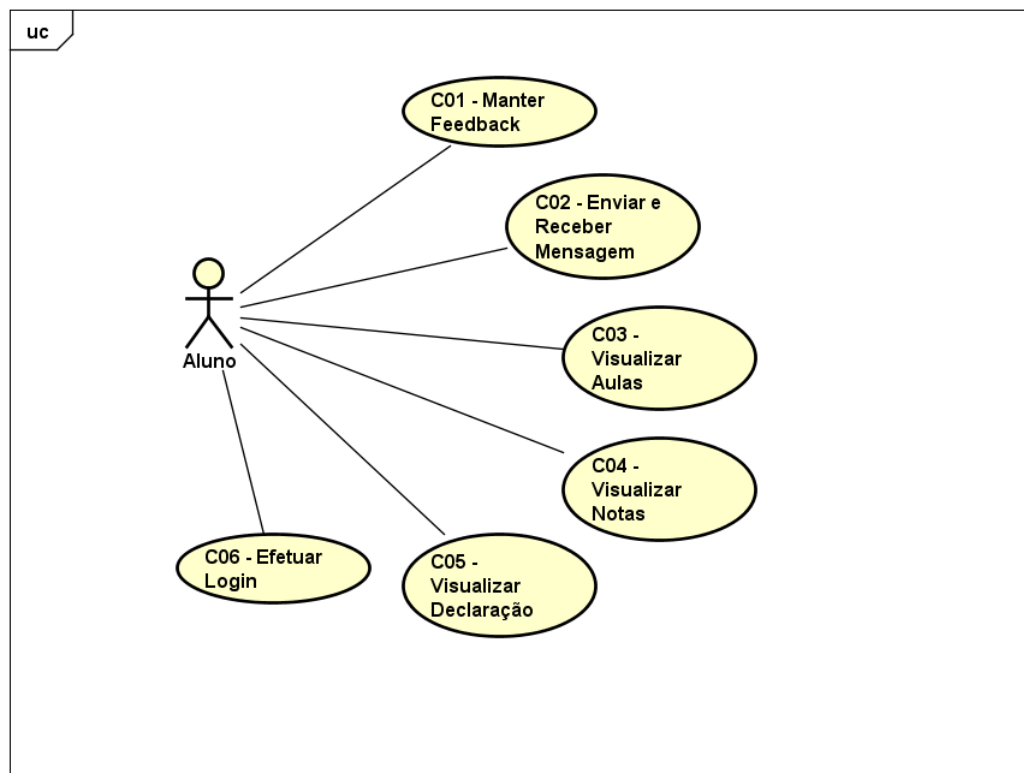 uc
C01 - Manter
Feedback
C02 - Enviar e
Receber
Mensagem
C03 -
Visualizar
Aulas
Aluno
C04 -
Visualizar
Notas
C05 -
Visualizar
Declaração
C06 - Efetuar
Login